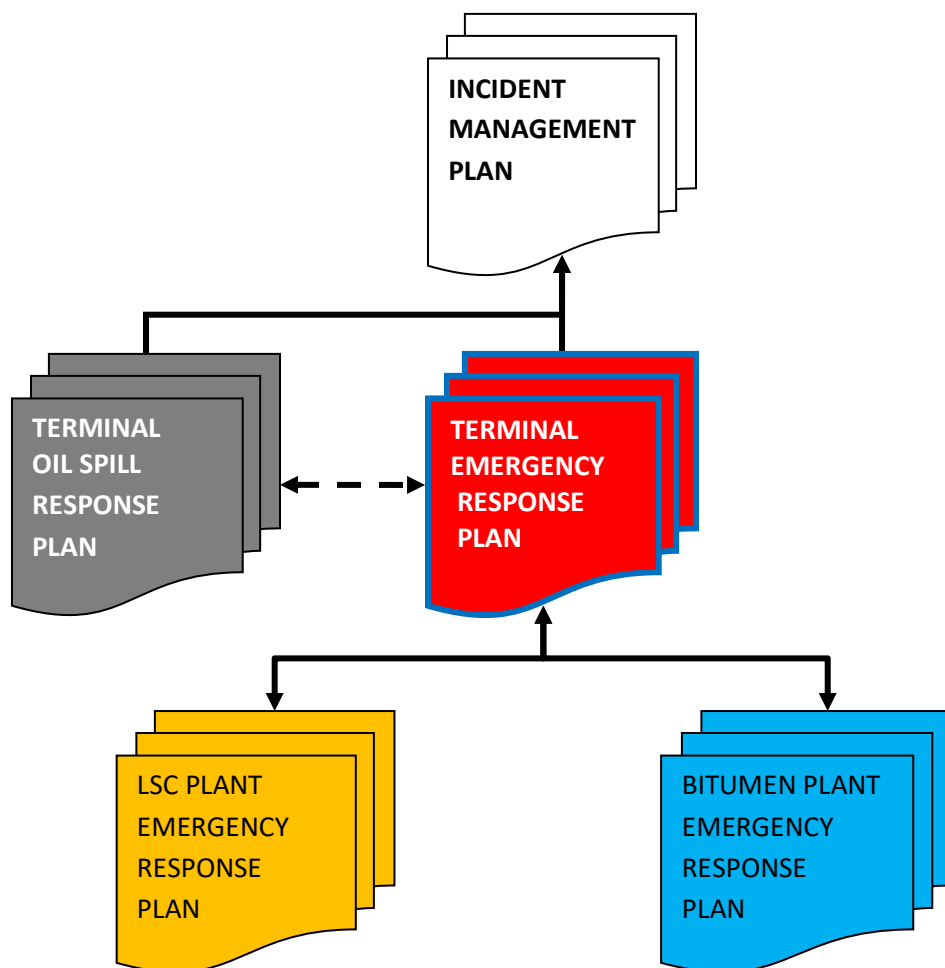 INCIDENT
MANAGEMENT
PLAN
TERMINAL
OIL SPILL
RESPONSE
PLAN
TERMINAL
EMERGENCY
RESPONSE
PLAN
LSC PLANT
EMERGENCY
RESPONSE
PLAN
BITUMEN PLANT
EMERGENCY
RESPONSE
PLAN